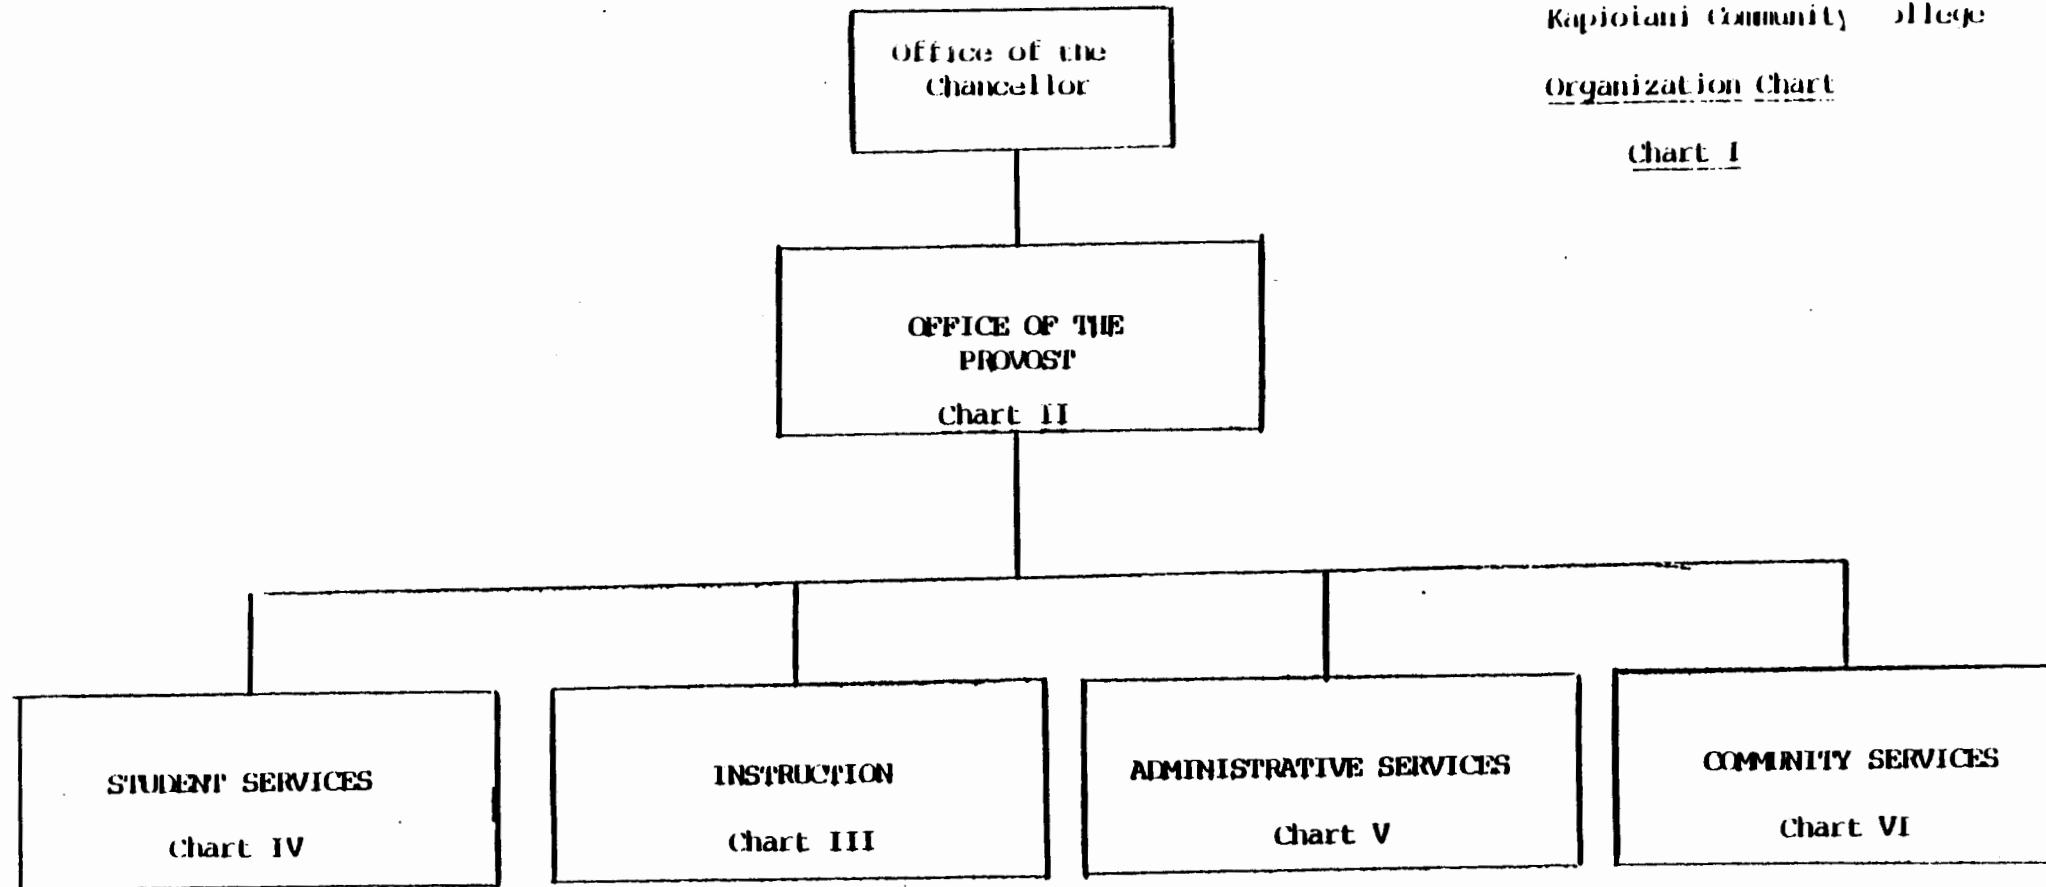 Kapiolani Community ollege
Organization Chart
Chart I
Office of the
Chancellor
OFFICE OF THE
PROVOST
Chart II
STUDENT SERVICES
Chart IV
INSTRUCTION
Chart III
ADMINISTRATIVE SERVICES
Chart V
COMMUNITY SERVICES
Chart VI